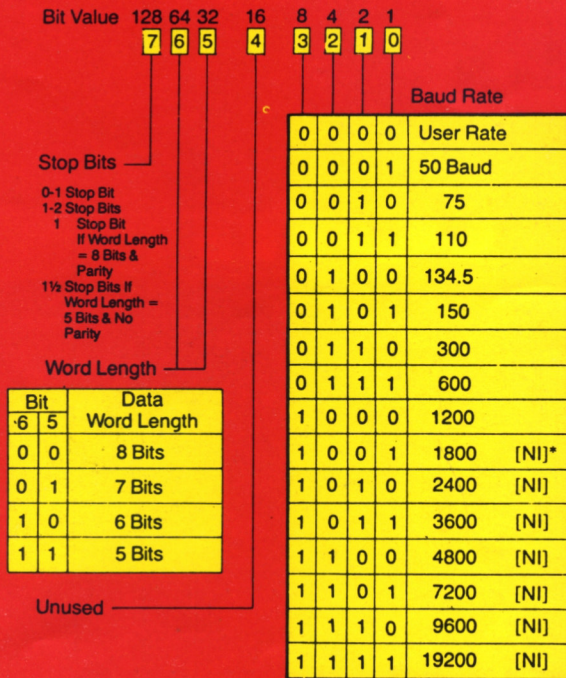 Bit Value 128 64 32 16 8 4 2 1
7 6 5 4 3 2 1 0
Baud Rate
0 0 0 0 User Rate
0 0 0 1 50 Baud
0 0 1 0 75
0 0 1 1 110
0 1 0 0 134.5
0 1 0 1 150
0 1 1 0 300
0 1 1 1 600
1 0 0 0 1200
1 0 0 1 1800 [NI]*
1 0 1 0 2400 [NI]
1 0 1 1 3600 [NI]
1 1 0 0 4800 [NI]
1 1 0 1 7200 [NI]
1 1 1 0 9600 [NI]
1 1 1 1 19200 [NI]
Stop Bits
0-1 Stop Bit
1-2 Stop Bits
1 Stop Bit
If Word Length
= 8 Bits &
Parity
1½ Stop Bits If
Word Length =
5 Bits & No
Parity
Word Length
Bit Data
6 5 Word Length
0 0 8 Bits
0 1 7 Bits
1 0 6 Bits
1 1 5 Bits
Unused